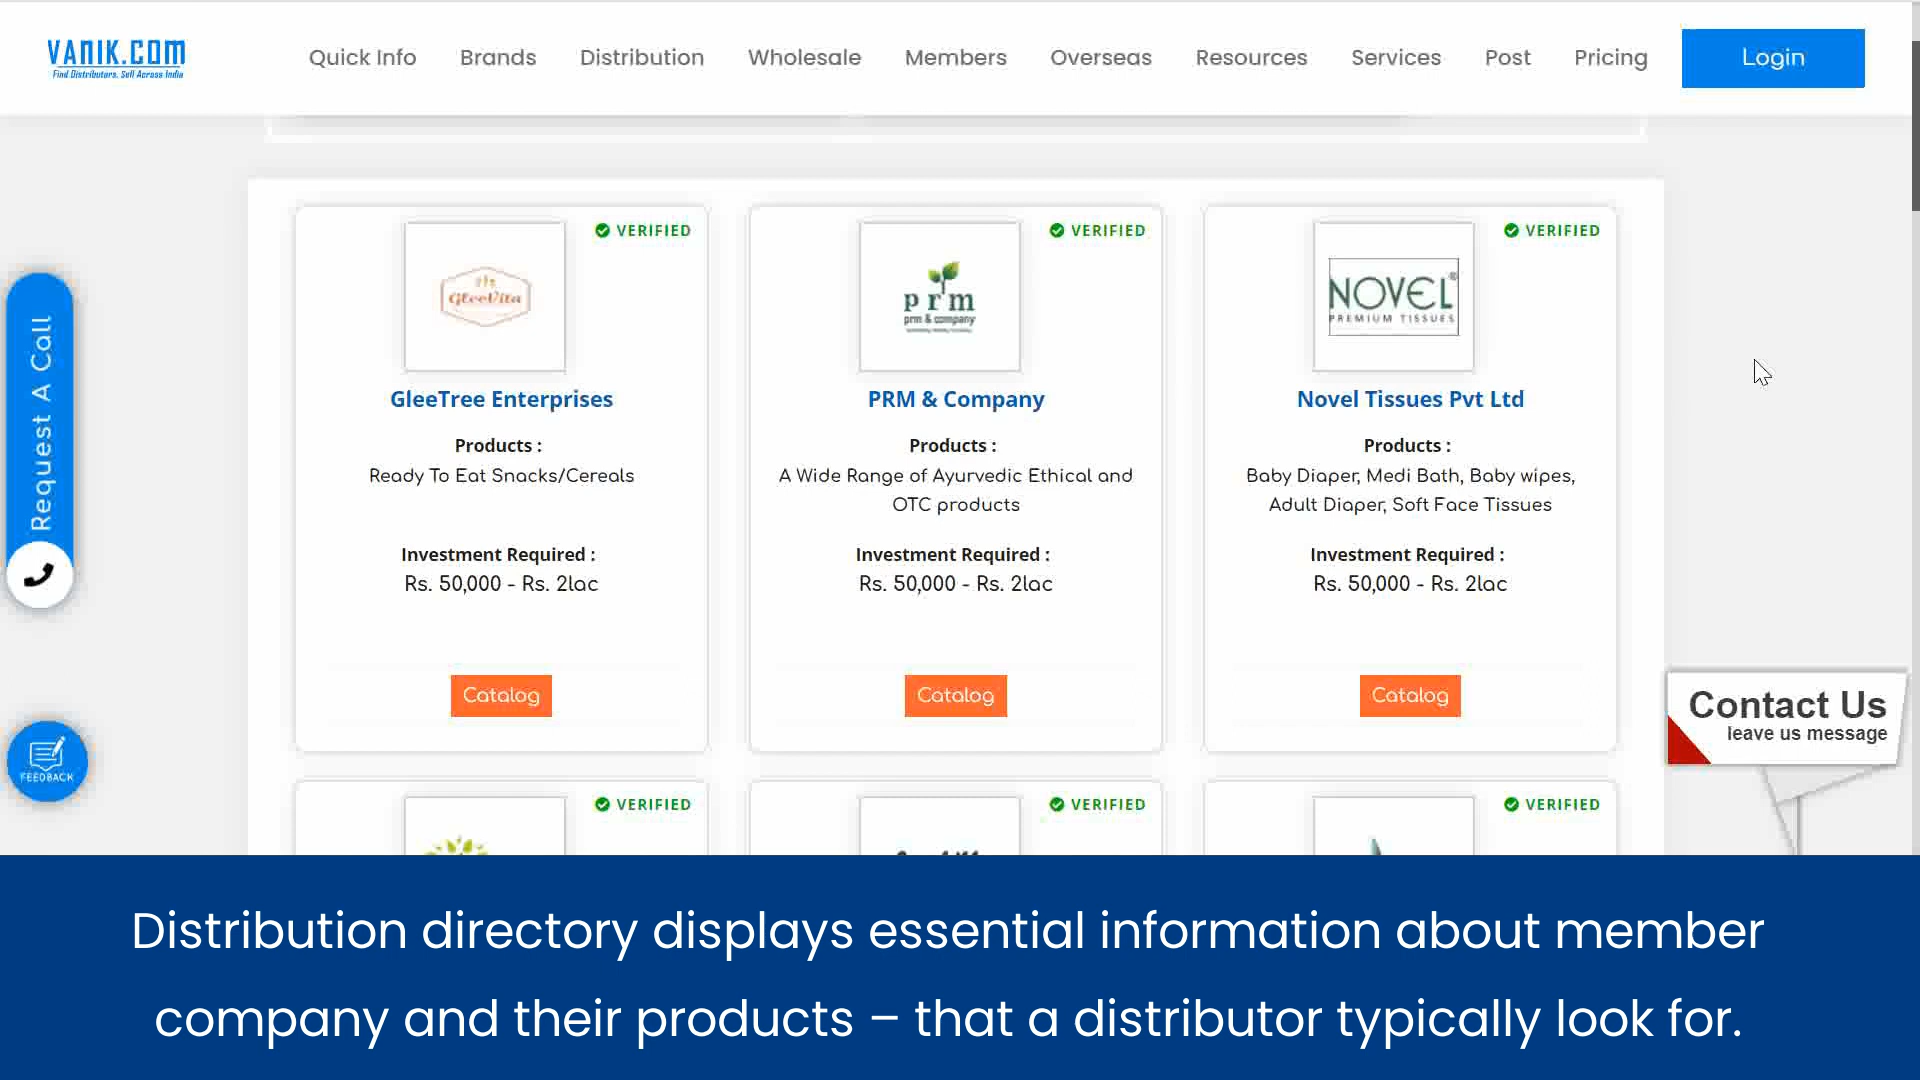 VANIK.COM
Find Distributors, Sell Across India
Quick Info
Brands
Distribution
Wholesale
Members
Overseas
Resources
Services
Post
Pricing
Login
VERIFIED
GleeVita
GleeTree Enterprises
Products :
Ready To Eat Snacks/Cereals
Investment Required :
Rs. 50,000 - Rs. 2lac
Catalog
VERIFIED
prm
prm & company
PRM & Company
Products :
A Wide Range of Ayurvedic Ethical and
OTC products
Investment Required :
Rs. 50,000 - Rs. 2lac
Catalog
VERIFIED
NOVEL®
PREMIUM TISSUES
Novel Tissues Pvt Ltd
Products :
Baby Diaper, Medi Bath, Baby wipes,
Adult Diaper, Soft Face Tissues
Investment Required :
Rs. 50,000 - Rs. 2lac
Catalog
Request A Call
FEEDBACK
Contact Us
leave us message
VERIFIED
VERIFIED
VERIFIED
Distribution directory displays essential information about member
company and their products – that a distributor typically look for.